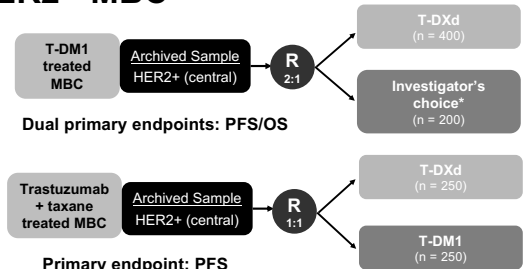 HER2+ MBC
T-DM1
treated
MBC
Archived Sample
HER2+ (central)
R
2:1
T-DXd
(n = 400)
Investigator's
choice*
(n = 200)
Dual primary endpoints: PFS/OS
Trastuzumab
+ taxane
treated MBC
Archived Sample
HER2+ (central)
R
1:1
T-DXd
(n = 250)
T-DM1
(n = 250)
Primary endpoint: PFS